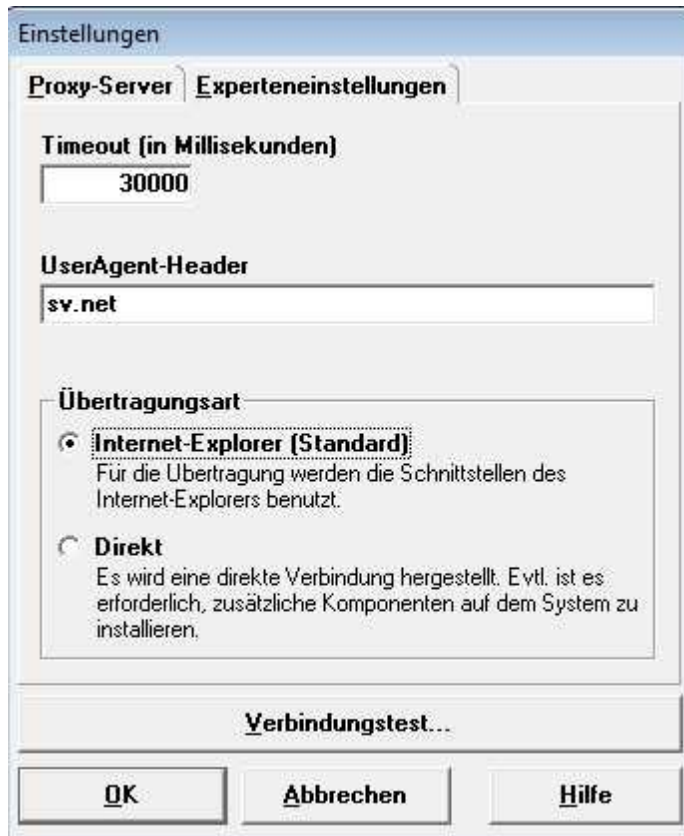 Einstellungen
Proxy-Server
Experteneinstellungen
Timeout (in Millisekunden)
30000
UserAgent-Header
sv.net
Übertragungsart
Internet-Explorer (Standard)
Für die Übertragung werden die Schnittstellen des
Internet-Explorers benutzt.
Direkt
Es wird eine direkte Verbindung hergestellt. Evtl. ist es
erforderlich, zusätzliche Komponenten auf dem System zu
installieren.
Verbindungstest...
OK
Abbrechen
Hilfe